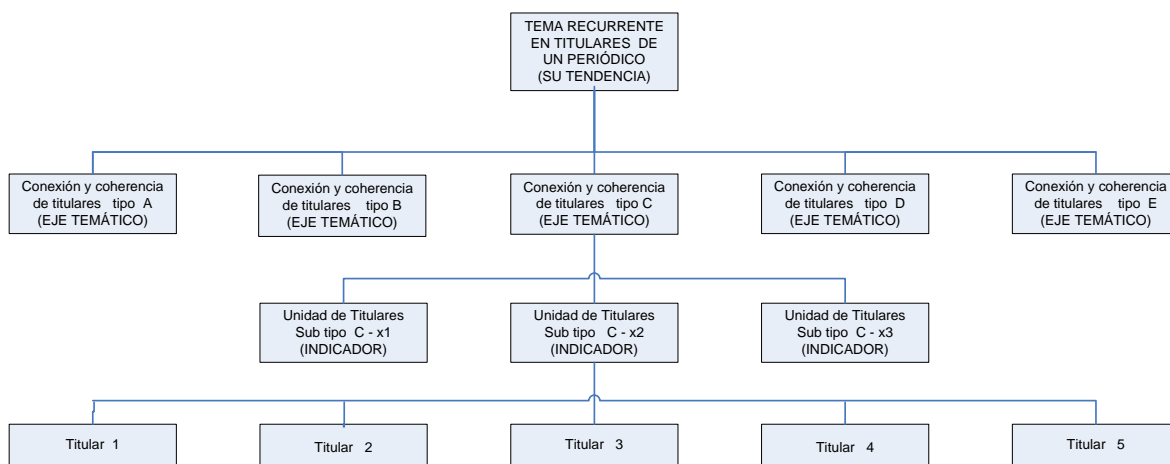 TEMA RECURRENTE
EN TITULARES DE
UN PERIÓDICO
(SU TENDENCIA)
Conexión y coherencia
de titulares tipo A
(EJE TEMÁTICO)
Conexión y coherencia
de titulares tipo B
(EJE TEMÁTICO)
Conexión y coherencia
de titulares tipo C
(EJE TEMÁTICO)
Conexión y coherencia
de titulares tipo D
(EJE TEMÁTICO)
Conexión y coherencia
de titulares tipo E
(EJE TEMÁTICO)
Unidad de Titulares
Sub tipo C - x1
(INDICADOR)
Unidad de Titulares
Sub tipo C - x2
(INDICADOR)
Unidad de Titulares
Sub tipo C - x3
(INDICADOR)
Titular 1
Titular 2
Titular 3
Titular 4
Titular 5